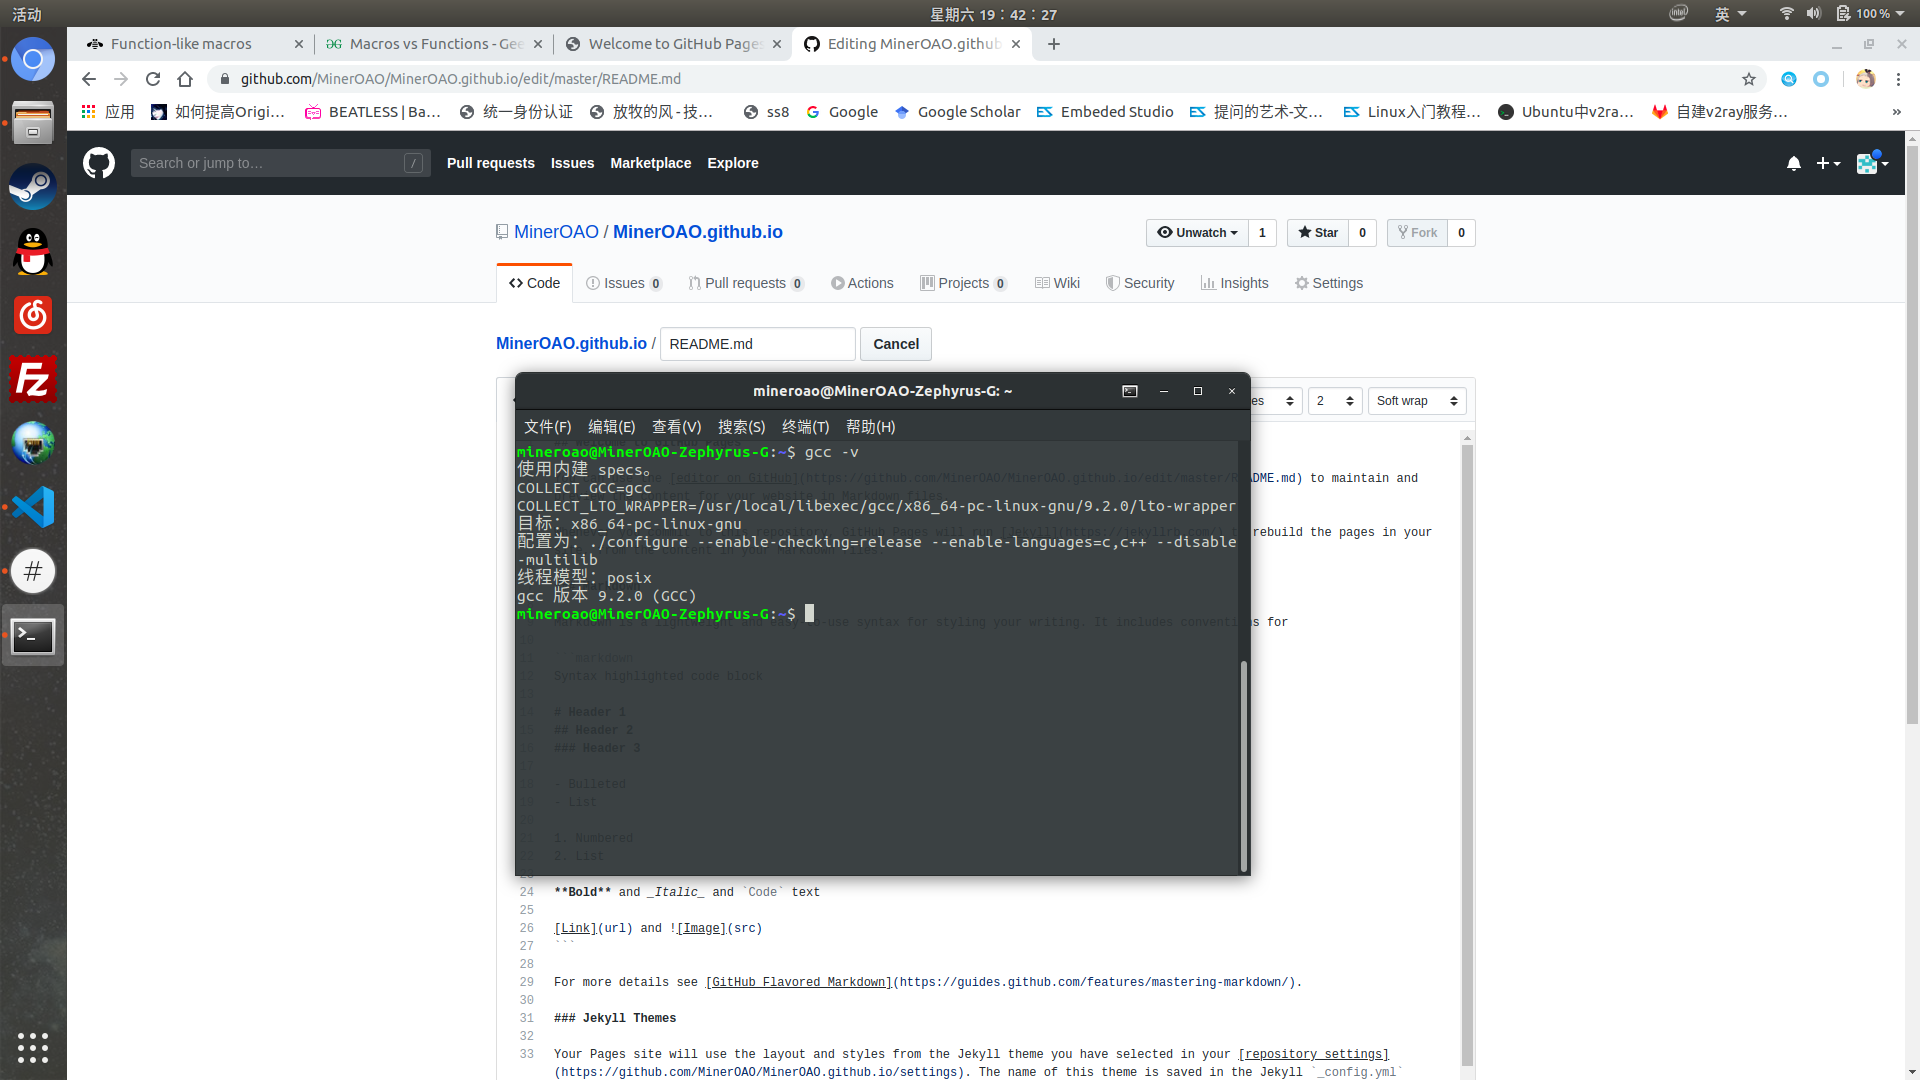 活动
星期六 19：42：27
英
100 %
Function-like macros
Macros vs Functions - Gee
Welcome to GitHub Pages
Editing MinerOAO.github
github.com/MinerOAO/MinerOAO.github.io/edit/master/README.md
应用
如何提高Origi…
BEATLESS | Ba…
统一身份认证
放牧的风 - 技…
ss8
Google
Google Scholar
Embeded Studio
提问的艺术-文…
Linux入门教程…
Ubuntu中v2ra…
自建v2ray服务…
»
Search or jump to…
/
Pull requests
Issues
Marketplace
Explore
MinerOAO / MinerOAO.github.io
Unwatch 1
Star 0
Fork 0
Code
Issues 0
Pull requests 0
Actions
Projects 0
Wiki
Security
Insights
Settings
MinerOAO.github.io / README.md
Cancel
es
2
Soft wrap
mineroao@MinerOAO-Zephyrus-G: ~
文件(F) 编辑(E) 查看(V) 搜索(S) 终端(T) 帮助(H)
mineroao@MinerOAO-Zephyrus-G:~$ gcc -v
使用内建 specs。
COLLECT_GCC=gcc
COLLECT_LTO_WRAPPER=/usr/local/libexec/gcc/x86_64-pc-linux-gnu/9.2.0/lto-wrapper
目标：x86_64-pc-linux-gnu
配置为：./configure --enable-checking=release --enable-languages=c,c++ --disable
-multilib
线程模型：posix
gcc 版本 9.2.0 (GCC)
mineroao@MinerOAO-Zephyrus-G:~$
[editor on GitHub](https://github.com/MinerOAO/MinerOAO.github.io/edit/master/README.md) to maintain and
rebuild the pages in your
syntax for styling your writing. It includes conventions for
markdown
12 Syntax highlighted code block
# Header 1
## Header 2
### Header 3
- Bulleted
- List
1. Numbered
2. List
24 **Bold** and _Italic_ and `Code` text
25
26 [Link](url) and ![Image](src)
27 ```
28
29 For more details see [GitHub Flavored Markdown](https://guides.github.com/features/mastering-markdown/).
30
31 ### Jekyll Themes
32
33 Your Pages site will use the layout and styles from the Jekyll theme you have selected in your [repository settings]
(https://github.com/MinerOAO/MinerOAO.github.io/settings). The name of this theme is saved in the Jekyll `_config.yml`